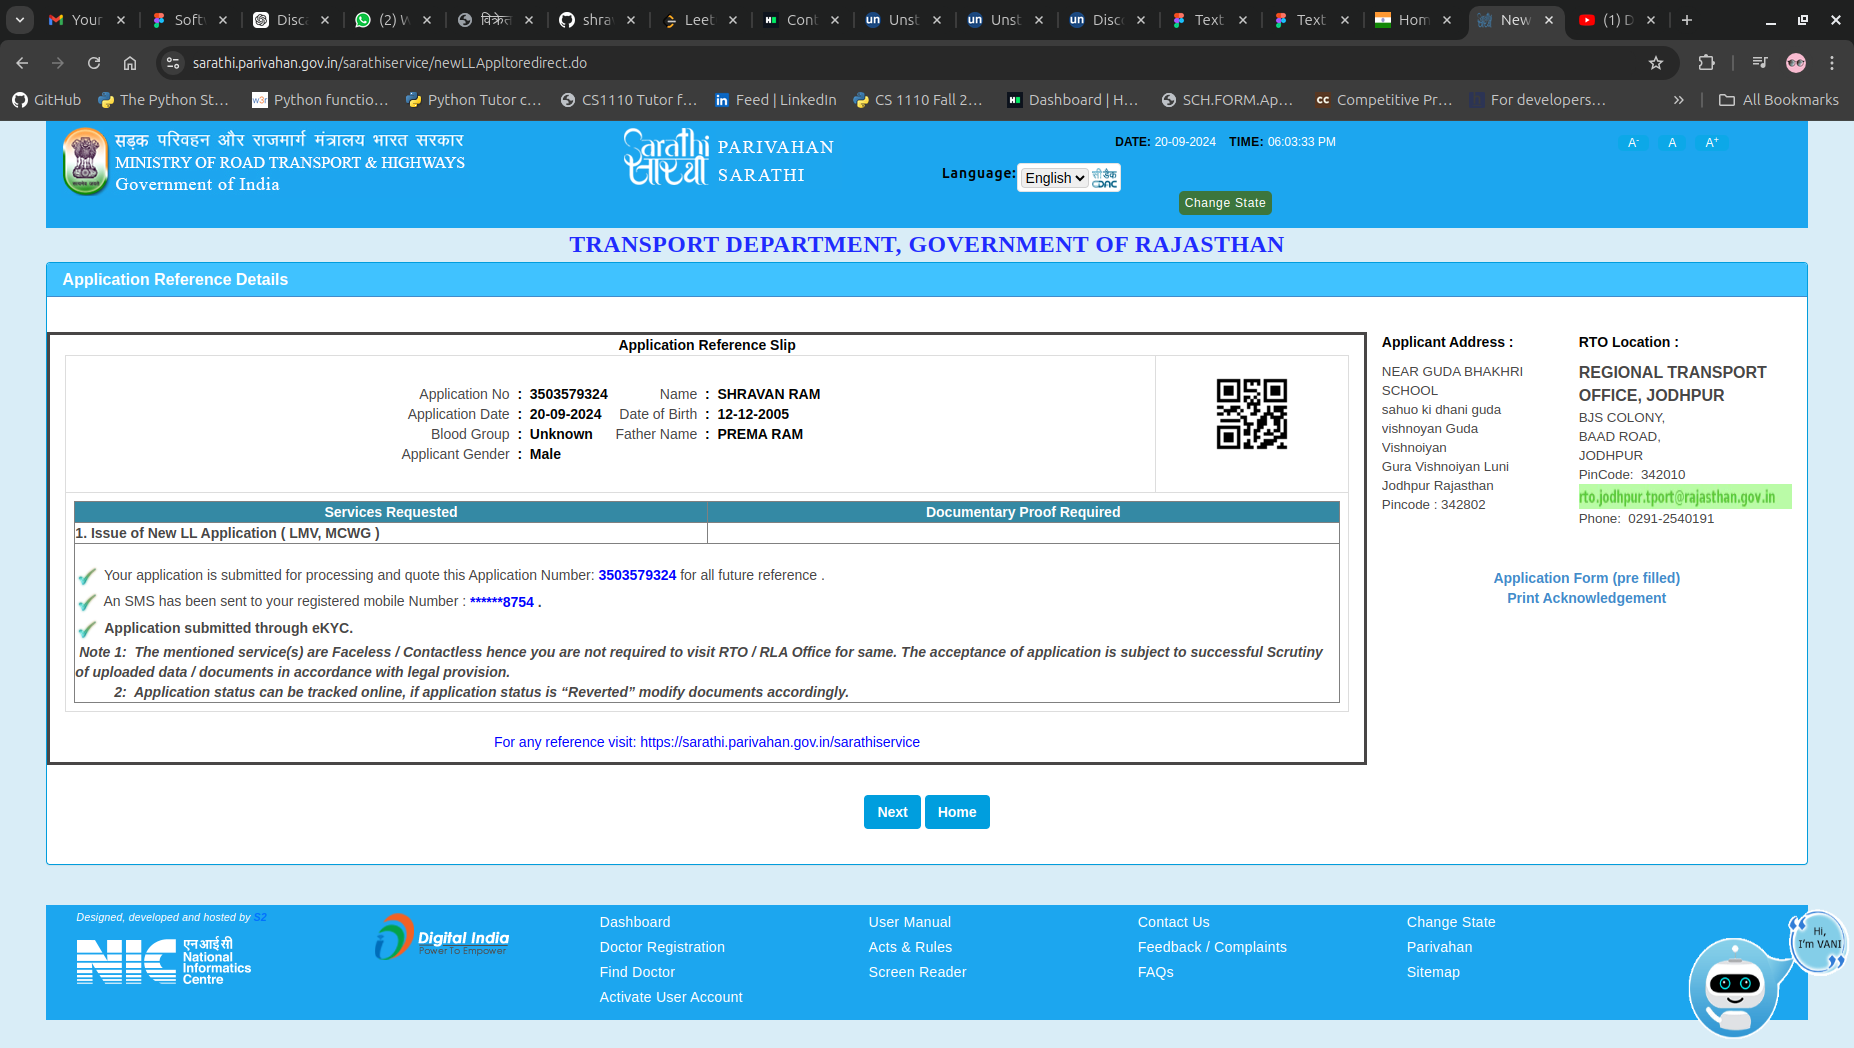 Your
Soft
Disca
(2) W
विक्रेत
shrav
Leet
Cont
Unst
Unst
Disco
Text
Text
Hom
New
(1) D
sarathi.parivahan.gov.in/sarathiservice/newLLAppltoredirect.do
GitHub
The Python St...
Python functio...
Python Tutor c...
CS1110 Tutor f...
Feed | LinkedIn
CS 1110 Fall 2...
Dashboard | H...
SCH.FORM.Ap...
Competitive Pr...
For developers...
All Bookmarks
सड़क परिवहन और राजमार्ग मंत्रालय भारत सरकार
MINISTRY OF ROAD TRANSPORT & HIGHWAYS
Government of India
Sarathi
सारथी
PARIVAHAN
SARATHI
DATE: 20-09-2024 TIME: 06:03:33 PM
Language: English
सी डैक
CDAC
A- A A+
Change State
TRANSPORT DEPARTMENT, GOVERNMENT OF RAJASTHAN
Application Reference Details
Application Reference Slip
Application No : 3503579324 Name : SHRAVAN RAM
Application Date : 20-09-2024 Date of Birth : 12-12-2005
Blood Group : Unknown Father Name : PREMA RAM
Applicant Gender : Male
Services Requested
Documentary Proof Required
1. Issue of New LL Application ( LMV, MCWG )
Your application is submitted for processing and quote this Application Number: 3503579324 for all future reference .
An SMS has been sent to your registered mobile Number : ******8754 .
Application submitted through eKYC.
Note 1: The mentioned service(s) are Faceless / Contactless hence you are not required to visit RTO / RLA Office for same. The acceptance of application is subject to successful Scrutiny
of uploaded data / documents in accordance with legal provision.
2: Application status can be tracked online, if application status is “Reverted” modify documents accordingly.
For any reference visit: https://sarathi.parivahan.gov.in/sarathiservice
Applicant Address :
NEAR GUDA BHAKHRI
SCHOOL
sahuo ki dhani guda
vishnoyan Guda
Vishnoiyan
Gura Vishnoiyan Luni
Jodhpur Rajasthan
Pincode : 342802
RTO Location :
REGIONAL TRANSPORT
OFFICE, JODHPUR
BJS COLONY,
BAAD ROAD,
JODHPUR
PinCode: 342010
rto.jodhpur.tport@rajasthan.gov.in
Phone: 0291-2540191
Application Form (pre filled)
Print Acknowledgement
Next
Home
Designed, developed and hosted by S2
NIC
एन आई सी
National
Informatics
Centre
Digital India
Power To Empower
Dashboard
Doctor Registration
Find Doctor
Activate User Account
User Manual
Acts & Rules
Screen Reader
Contact Us
Feedback / Complaints
FAQs
Change State
Parivahan
Sitemap
Hi,
I'm VANI